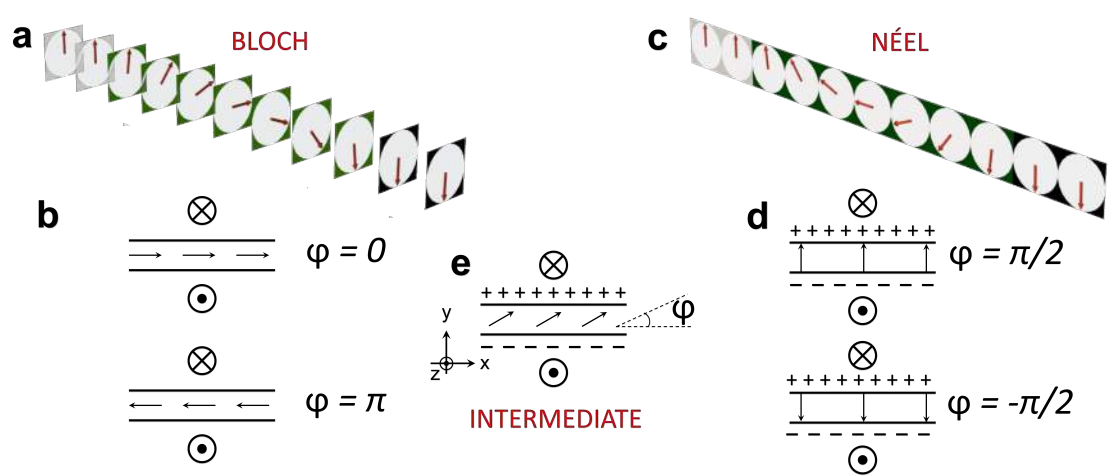 a
BLOCH
c
NÉEL
b
φ = 0
φ = π
e
+ + + + + + + + +
− − − − − − − −
φ
y
z
x
INTERMEDIATE
d
+ + + + + + + + +
− − − − − − − −
φ = π/2
+ + + + + + + + +
− − − − − − − −
φ = -π/2